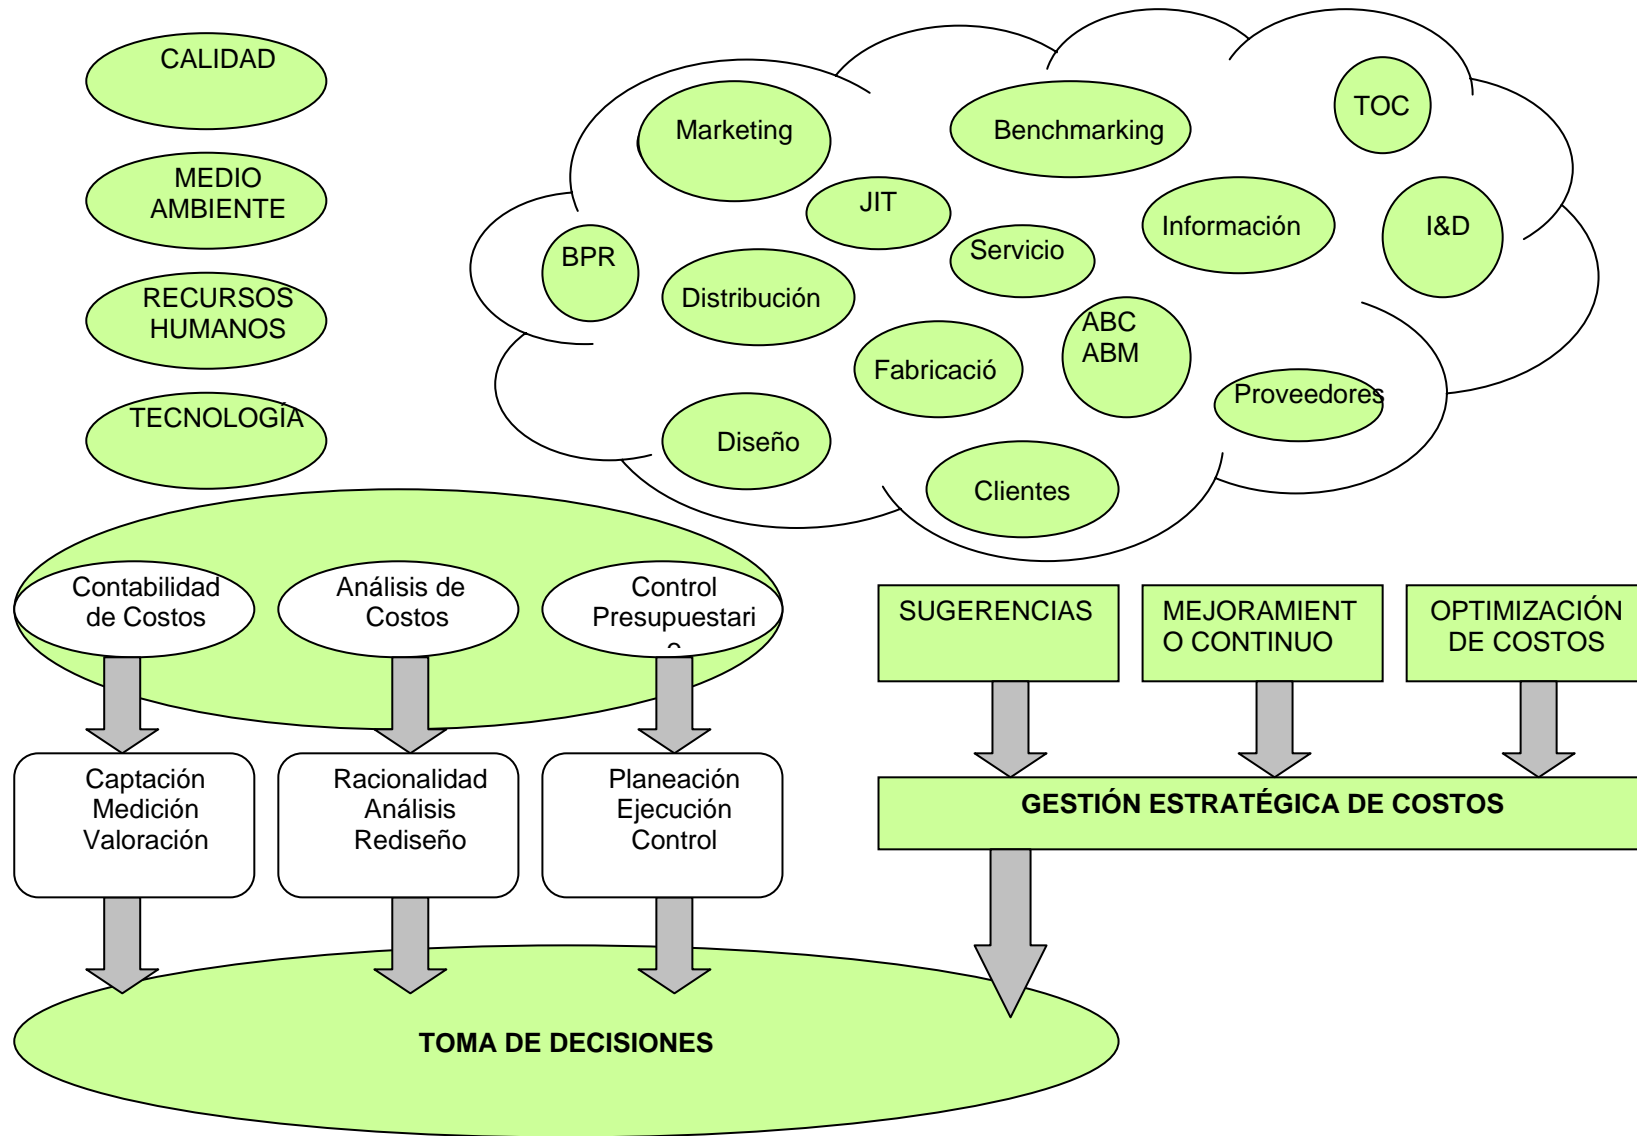 CALIDAD
MEDIO
AMBIENTE
RECURSOS
HUMANOS
TECNOLOGÍA
Marketing
Benchmarking
TOC
JIT
Servicio
Información
I&D
BPR
Distribución
ABC
ABM
Fabricació
Proveedores
Diseño
Clientes
Contabilidad
de Costos
Análisis de
Costos
Control
Presupuestari
SUGERENCIAS
MEJORAMIENT
O CONTINUO
OPTIMIZACIÓN
DE COSTOS
Captación
Medición
Valoración
Racionalidad
Análisis
Rediseño
Planeación
Ejecución
Control
GESTIÓN ESTRATÉGICA DE COSTOS
TOMA DE DECISIONES